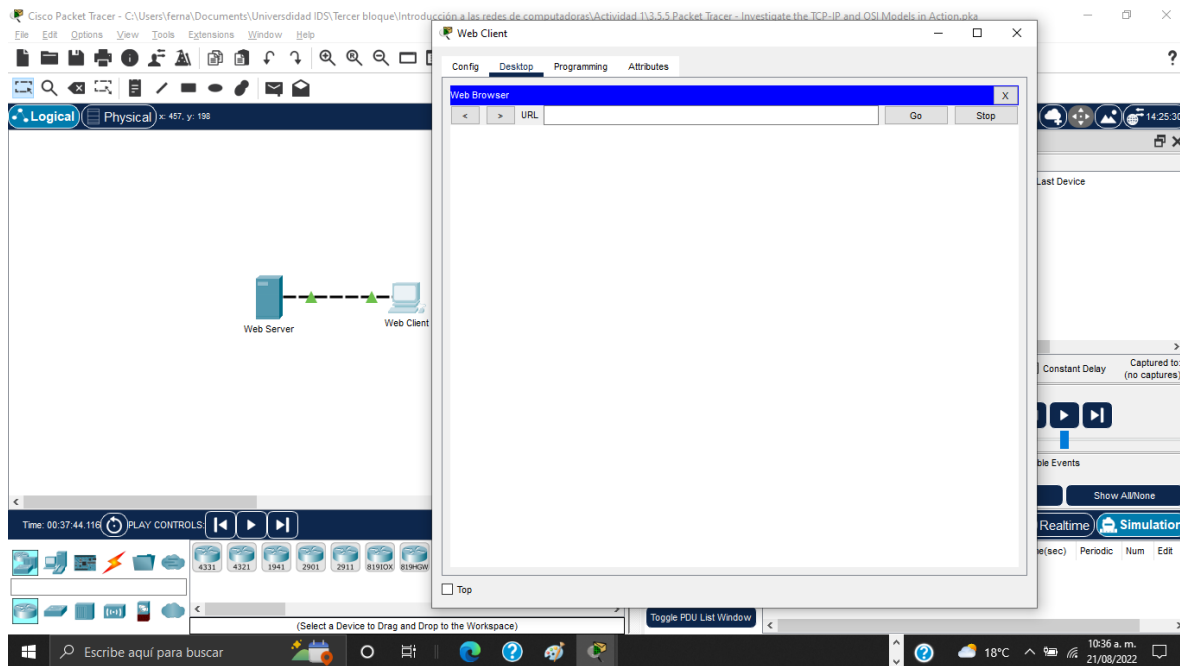 Cisco Packet Tracer - C:\Users\ferna\Documents\Universdidad IDS\Tercer bloque\Introducción a las redes de computadoras\Actividad 1\3.5.5 Packet Tracer - Investigate the TCP-IP and OSI Models in Action.pka
File Edit Options View Tools Extensions Window Help
Web Client
Config Desktop Programming Attributes
Web Browser X
< > URL Go Stop
Logical Physical x: 457, y: 198
14:25:30
Last Device
Web Server
Web Client
Constant Delay
Captured to:
(no captures)
ble Events
Show All/None
Time: 00:37:44.116 PLAY CONTROLS:
Realtime Simulation
e(sec) Periodic Num Edit
4331 4321 1941 2901 2911 819IOX 819HGW
Top
Toggle PDU List Window
(Select a Device to Drag and Drop to the Workspace)
Escribe aquí para buscar
18°C
10:36 a. m.
21/08/2022